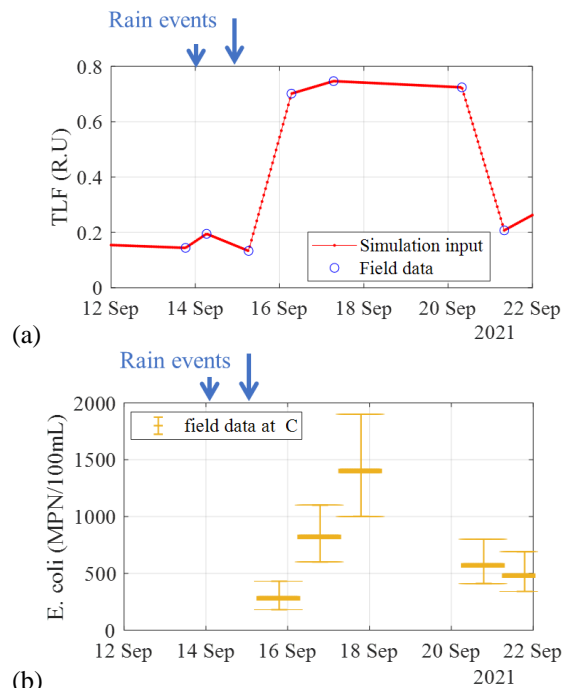 Rain events
0.8
0.6
0.4
0.2
0
TLF (R.U)
Simulation input
Field data
12 Sep 14 Sep 16 Sep 18 Sep 20 Sep 22 Sep
2021
(a)
Rain events
2000
1500
1000
500
0
E. coli (MPN/100mL)
field data at C
12 Sep 14 Sep 16 Sep 18 Sep 20 Sep 22 Sep
2021
(b)